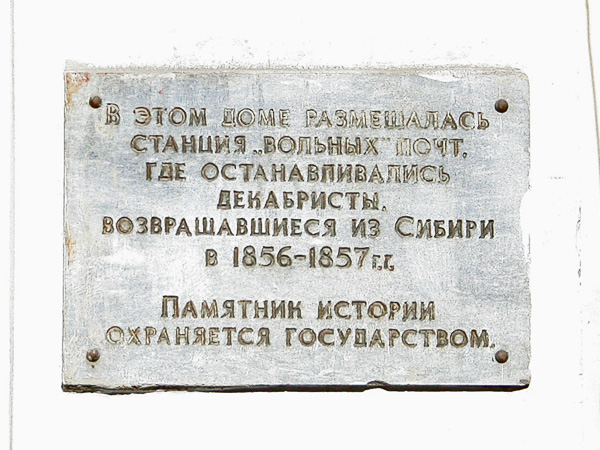 В ЭТОМ ДОМЕ РАЗМЕЩАЛАСЬ
СТАНЦИЯ „ВОЛЬНЫХ" ПОЧТ,
ГДЕ ОСТАНАВЛИВАЛИСЬ
ДЕКАБРИСТЫ,
ВОЗВРАЩАВШИЕСЯ ИЗ СИБИРИ
В 1856-1857 г.г.
ПАМЯТНИК ИСТОРИИ
ОХРАНЯЕТСЯ ГОСУДАРСТВОМ.